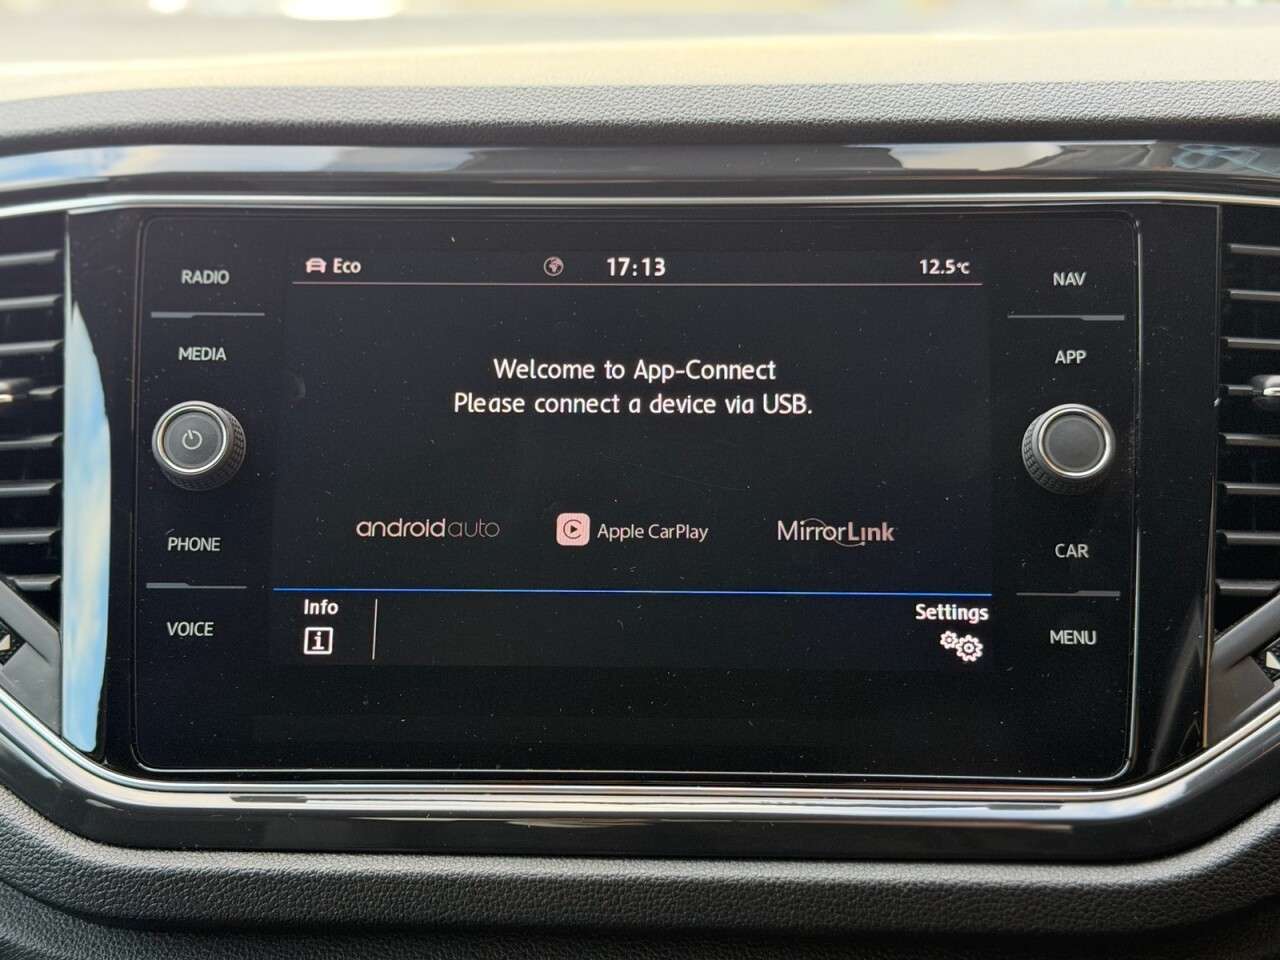 RADIO
MEDIA
PHONE
VOICE
Eco
17:13
12.5°C
Welcome to App-Connect
Please connect a device via USB.
androidauto
Apple CarPlay
MirrorLink
Info
i
Settings
NAV
APP
CAR
MENU